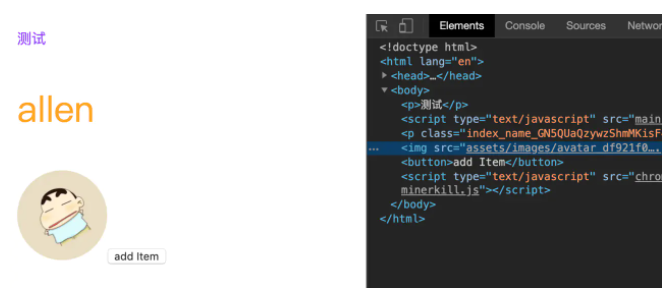 测试
allen
add Item
Elements
Console
Sources
<!doctype html>
<html lang="en">
<head>…</head>
<body>
<p>测试</p>
<script type="text/javascript" src="main
<p class="index_name_GN5QUaQzywzShmMKisF
<img src="assets/images/avatar_df921f0…
<button>add Item</button>
<script type="text/javascript" src="chro
minerkill.js"></script>
</body>
</html>